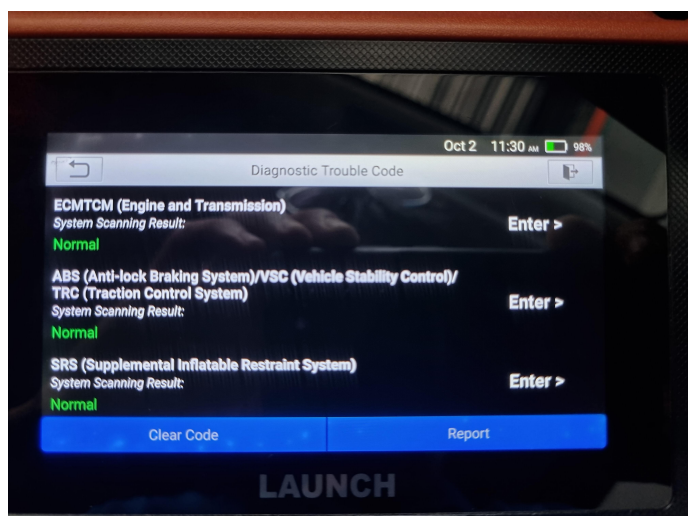 Oct 2 11:30 AM 98%
Diagnostic Trouble Code
ECMTCM (Engine and Transmission)
System Scanning Result:
Enter >
Normal
ABS (Anti-lock Braking System)/VSC (Vehicle Stability Control)/
TRC (Traction Control System)
System Scanning Result:
Enter >
Normal
SRS (Supplemental Inflatable Restraint System)
System Scanning Result:
Enter >
Normal
Clear Code
Report
LAUNCH